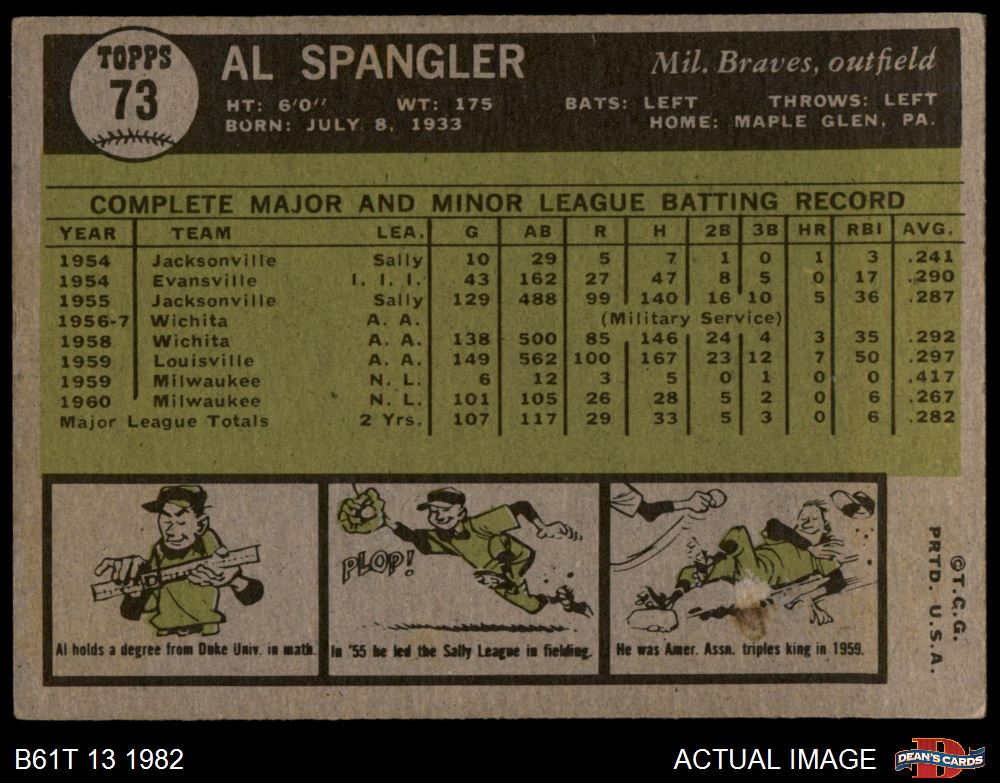 TOPPS
73
AL SPANGLER
Mil. Braves, outfield
HT: 6'0" WT: 175 BATS: LEFT THROWS: LEFT
BORN: JULY 8, 1933 HOME: MAPLE GLEN, PA.
COMPLETE MAJOR AND MINOR LEAGUE BATTING RECORD
YEAR TEAM LEA. G AB R H 2B 3B HR RBI AVG.
1954 Jacksonville Sally 10 29 5 7 1 0 1 3 .241
1954 Evansville I. I. I. 43 162 27 47 8 5 0 17 .290
1955 Jacksonville Sally 129 488 99 140 16 10 5 36 .287
1956-7 Wichita A. A. (Military Service)
1958 Wichita A. A. 138 500 85 146 24 4 3 35 .292
1959 Louisville A. A. 149 562 100 167 23 12 7 50 .297
1959 Milwaukee N. L. 6 12 3 5 0 1 0 0 .417
1960 Milwaukee N. L. 101 105 26 28 5 2 0 6 .267
Major League Totals 2 Yrs. 107 117 29 33 5 3 0 6 .282
PLOP!
Al holds a degree from Duke Univ. in math.
In '55 he led the Sally League in fielding.
He was Amer. Assn. triples king in 1959.
©T.C.G.
PRTD. U.S.A.
B61T 13 1982
ACTUAL IMAGE
DEAN'S CARDS